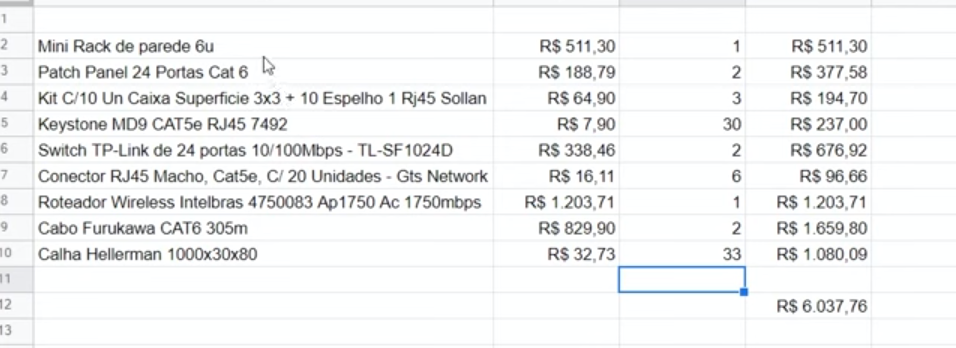 1
2 Mini Rack de parede 6u R$ 511,30 1 R$ 511,30
3 Patch Panel 24 Portas Cat 6 R$ 188,79 2 R$ 377,58
4 Kit C/10 Un Caixa Superficie 3x3 + 10 Espelho 1 Rj45 Sollan R$ 64,90 3 R$ 194,70
5 Keystone MD9 CAT5e RJ45 7492 R$ 7,90 30 R$ 237,00
6 Switch TP-Link de 24 portas 10/100Mbps - TL-SF1024D R$ 338,46 2 R$ 676,92
7 Conector RJ45 Macho, Cat5e, C/ 20 Unidades - Gts Network R$ 16,11 6 R$ 96,66
8 Roteador Wireless Intelbras 4750083 Ap1750 Ac 1750mbps R$ 1.203,71 1 R$ 1.203,71
9 Cabo Furukawa CAT6 305m R$ 829,90 2 R$ 1.659,80
10 Calha Hellerman 1000x30x80 R$ 32,73 33 R$ 1.080,09
11
12 R$ 6.037,76
13